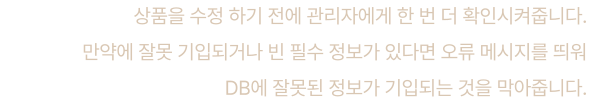 상품을 수정 하기 전에 관리자에게 한 번 더 확인시켜줍니다.
만약에 잘못 기입되거나 빈 필수 정보가 있다면 오류 메시지를 띄워
DB에 잘못된 정보가 기입되는 것을 막아줍니다.